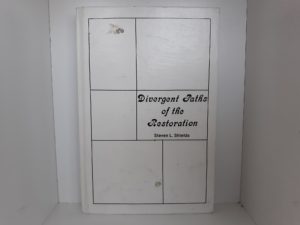 Divergent Paths
of the
Restoration
Steven L. Shields